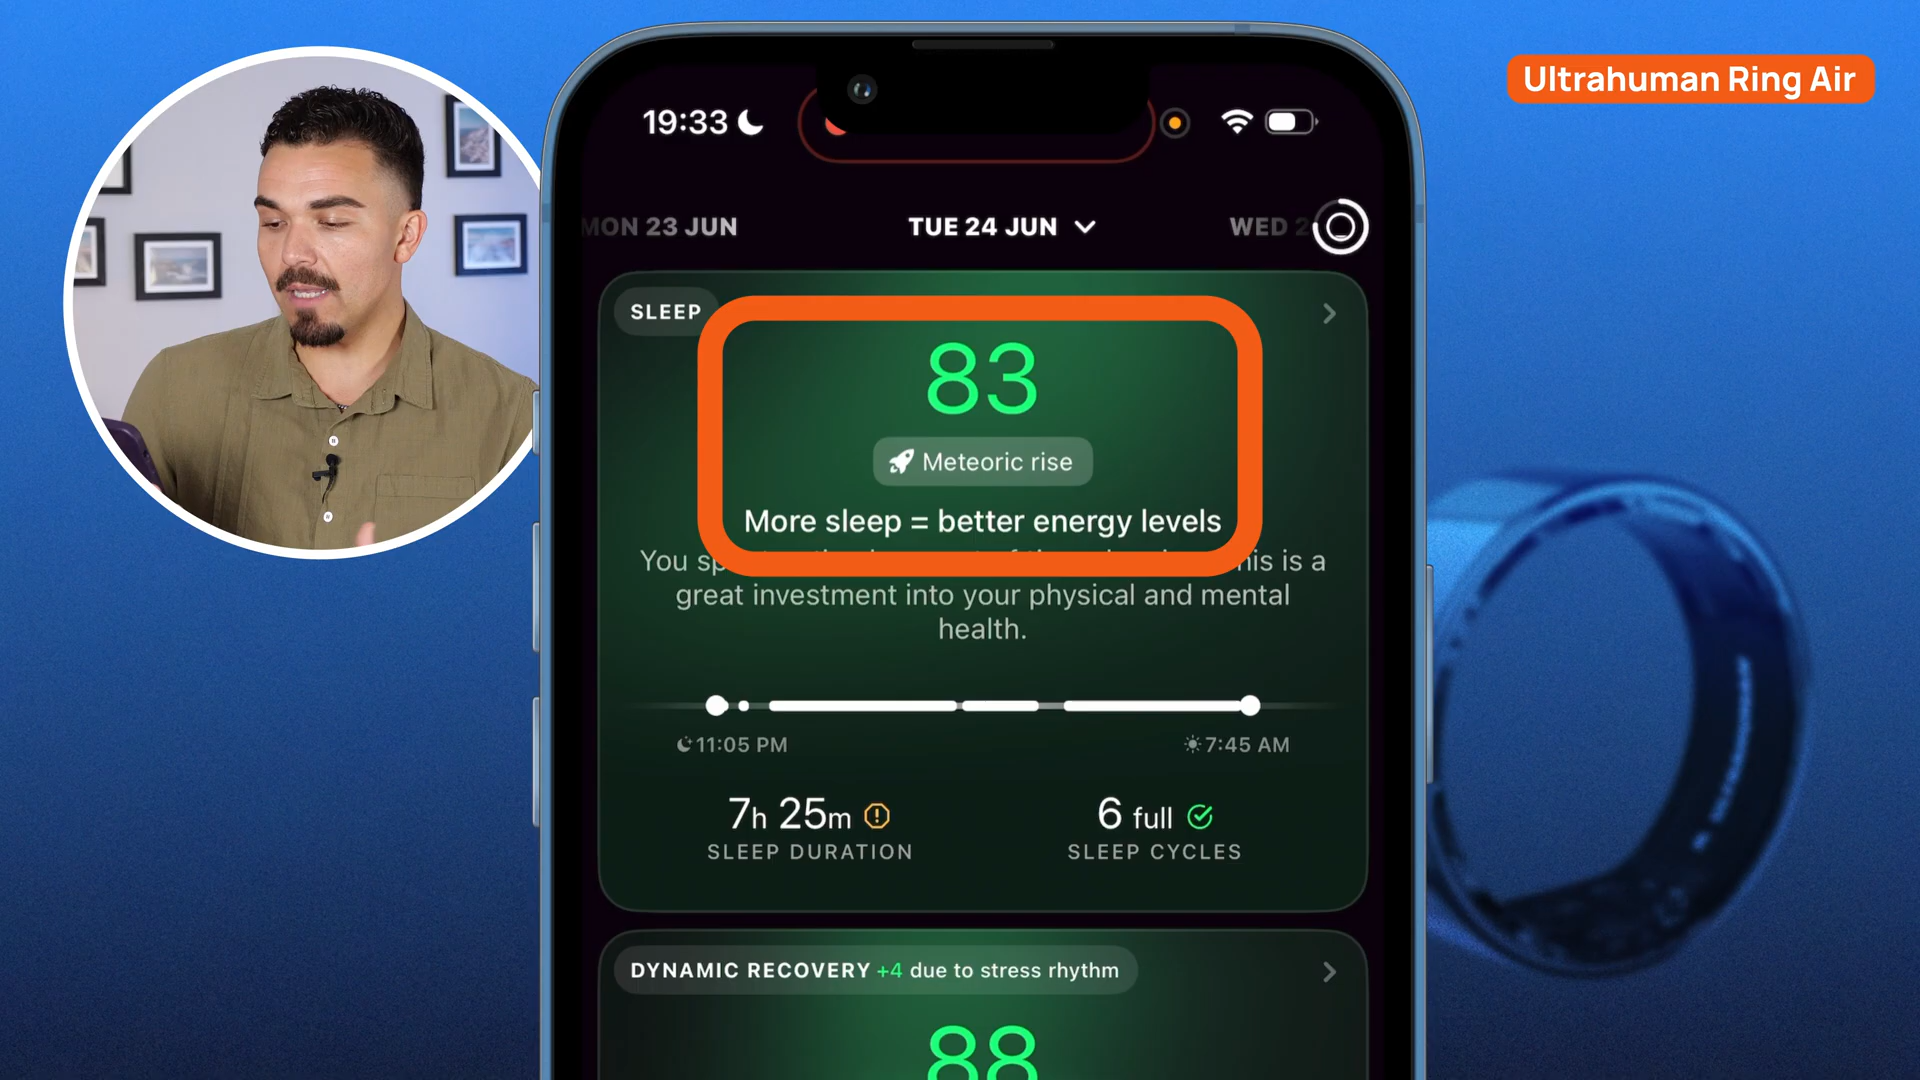 Ultrahuman Ring Air
19:33
MON 23 JUN
TUE 24 JUN
WED
SLEEP
83
Meteoric rise
More sleep = better energy levels
You is a
great investment into your physical and mental
health.
11:05 PM
7:45 AM
7h 25m
6 full
SLEEP DURATION
SLEEP CYCLES
DYNAMIC RECOVERY +4 due to stress rhythm
88